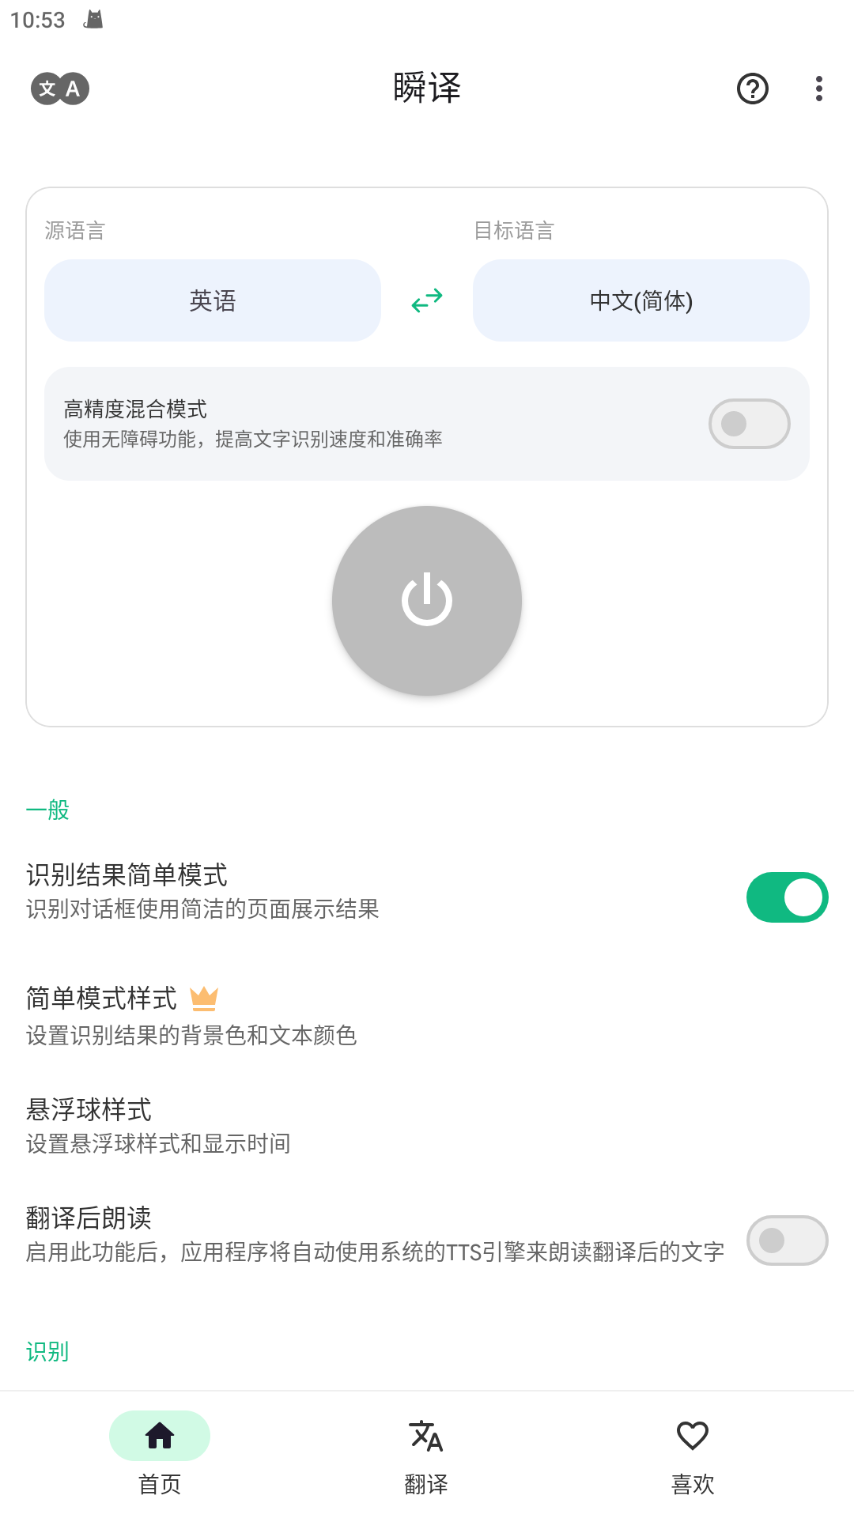 10:53
文 A
瞬译
源语言
目标语言
英语
中文(简体)
高精度混合模式
使用无障碍功能，提高文字识别速度和准确率
一般
识别结果简单模式
识别对话框使用简洁的页面展示结果
简单模式样式
设置识别结果的背景色和文本颜色
悬浮球样式
设置悬浮球样式和显示时间
翻译后朗读
启用此功能后，应用程序将自动使用系统的TTS引擎来朗读翻译后的文字
识别
首页
翻译
喜欢